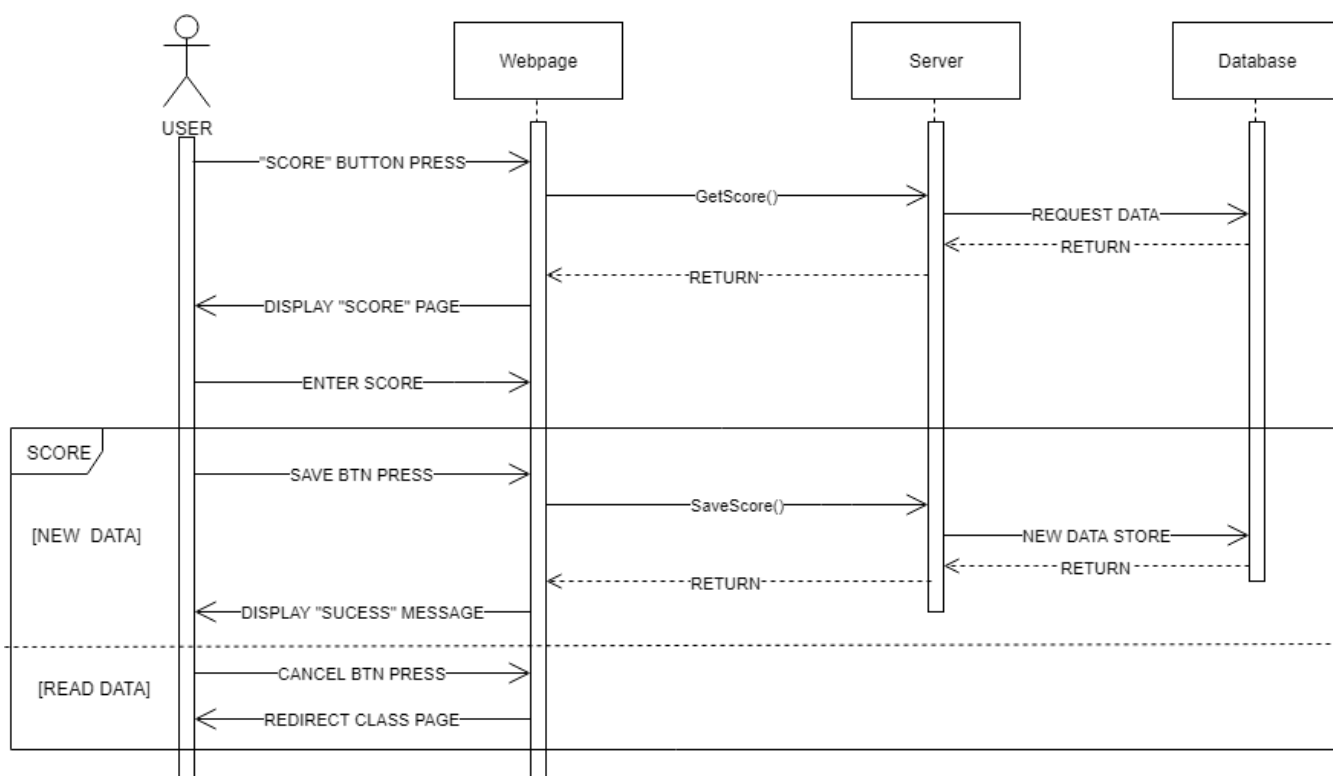 Webpage
Server
Database
USER
"SCORE" BUTTON PRESS
GetScore()
REQUEST DATA
RETURN
RETURN
DISPLAY "SCORE" PAGE
ENTER SCORE
SCORE
SAVE BTN PRESS
SaveScore()
[NEW DATA]
NEW DATA STORE
RETURN
RETURN
DISPLAY "SUCESS" MESSAGE
CANCEL BTN PRESS
[READ DATA]
REDIRECT CLASS PAGE